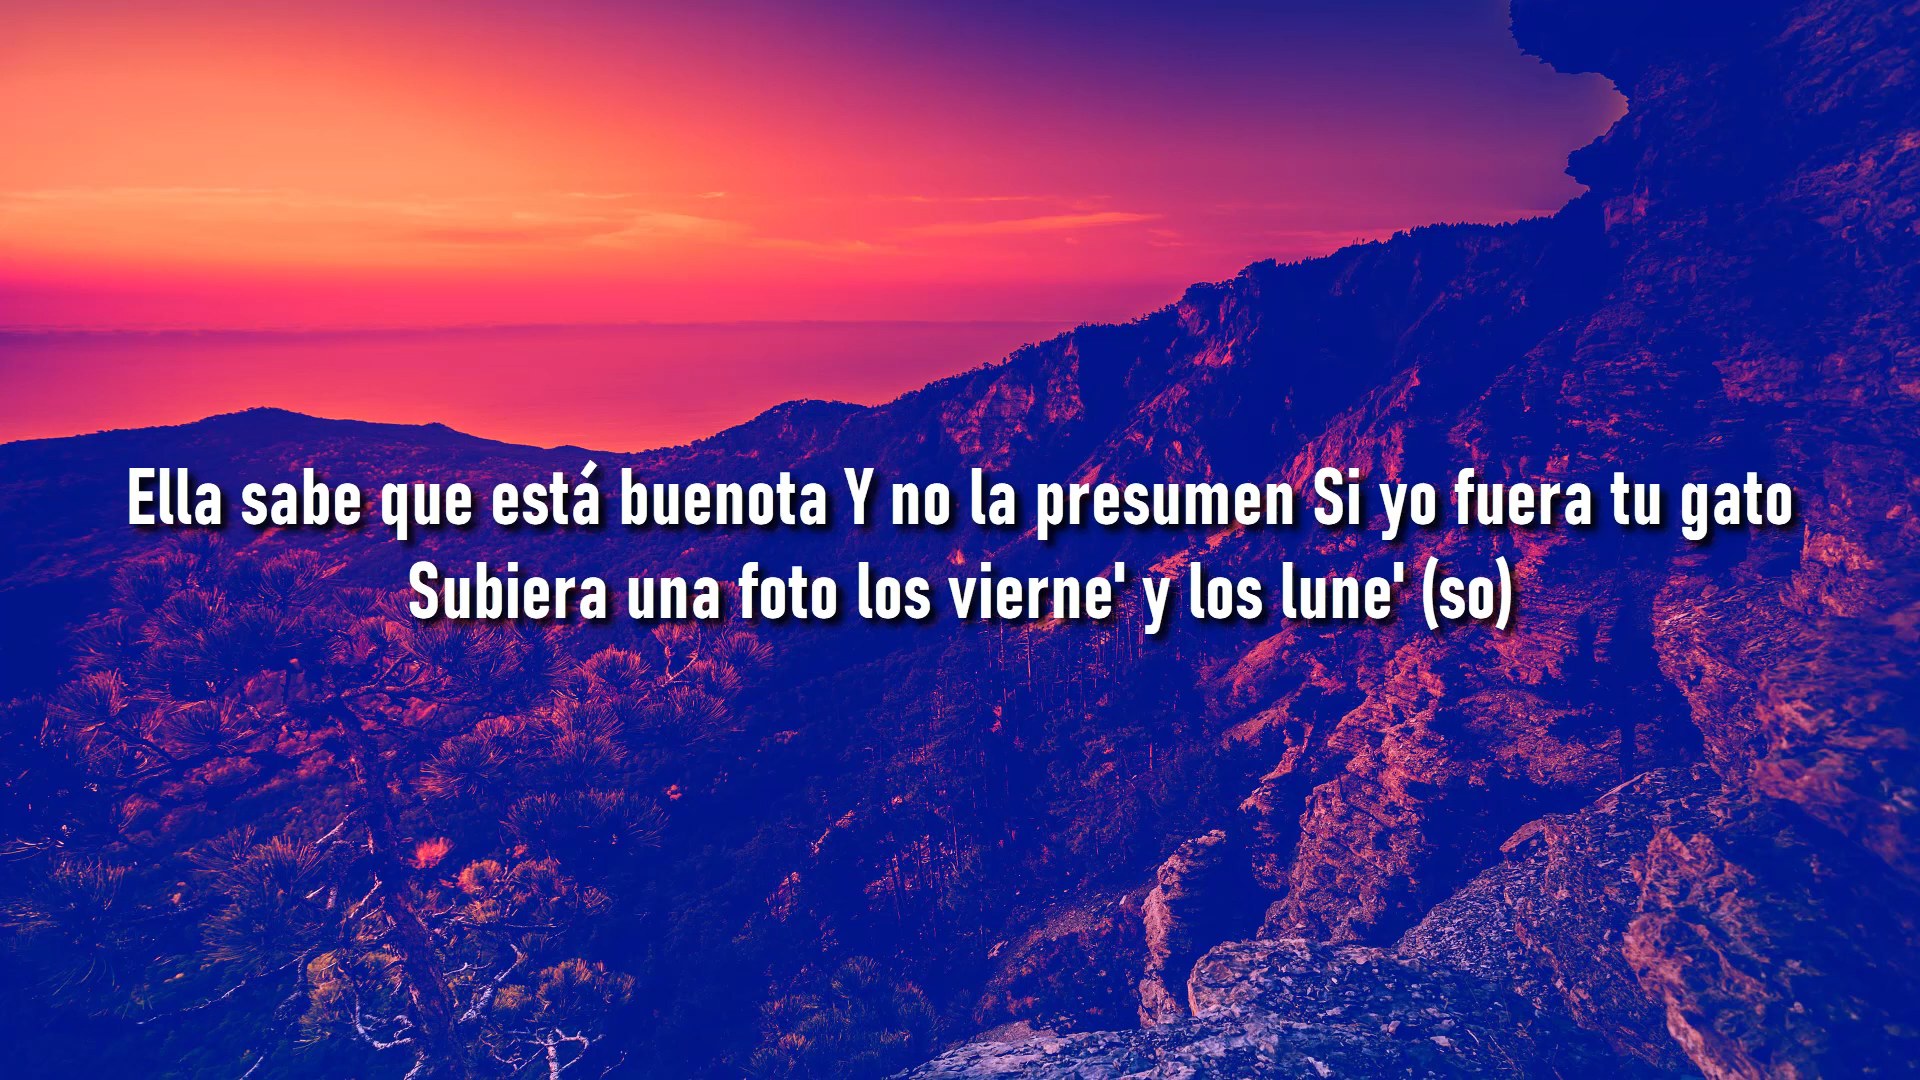 Ella sabe que está buenota Y no la presumen Si yo fuera tu gato
Subiera una foto los vierne' y los lune' (so)